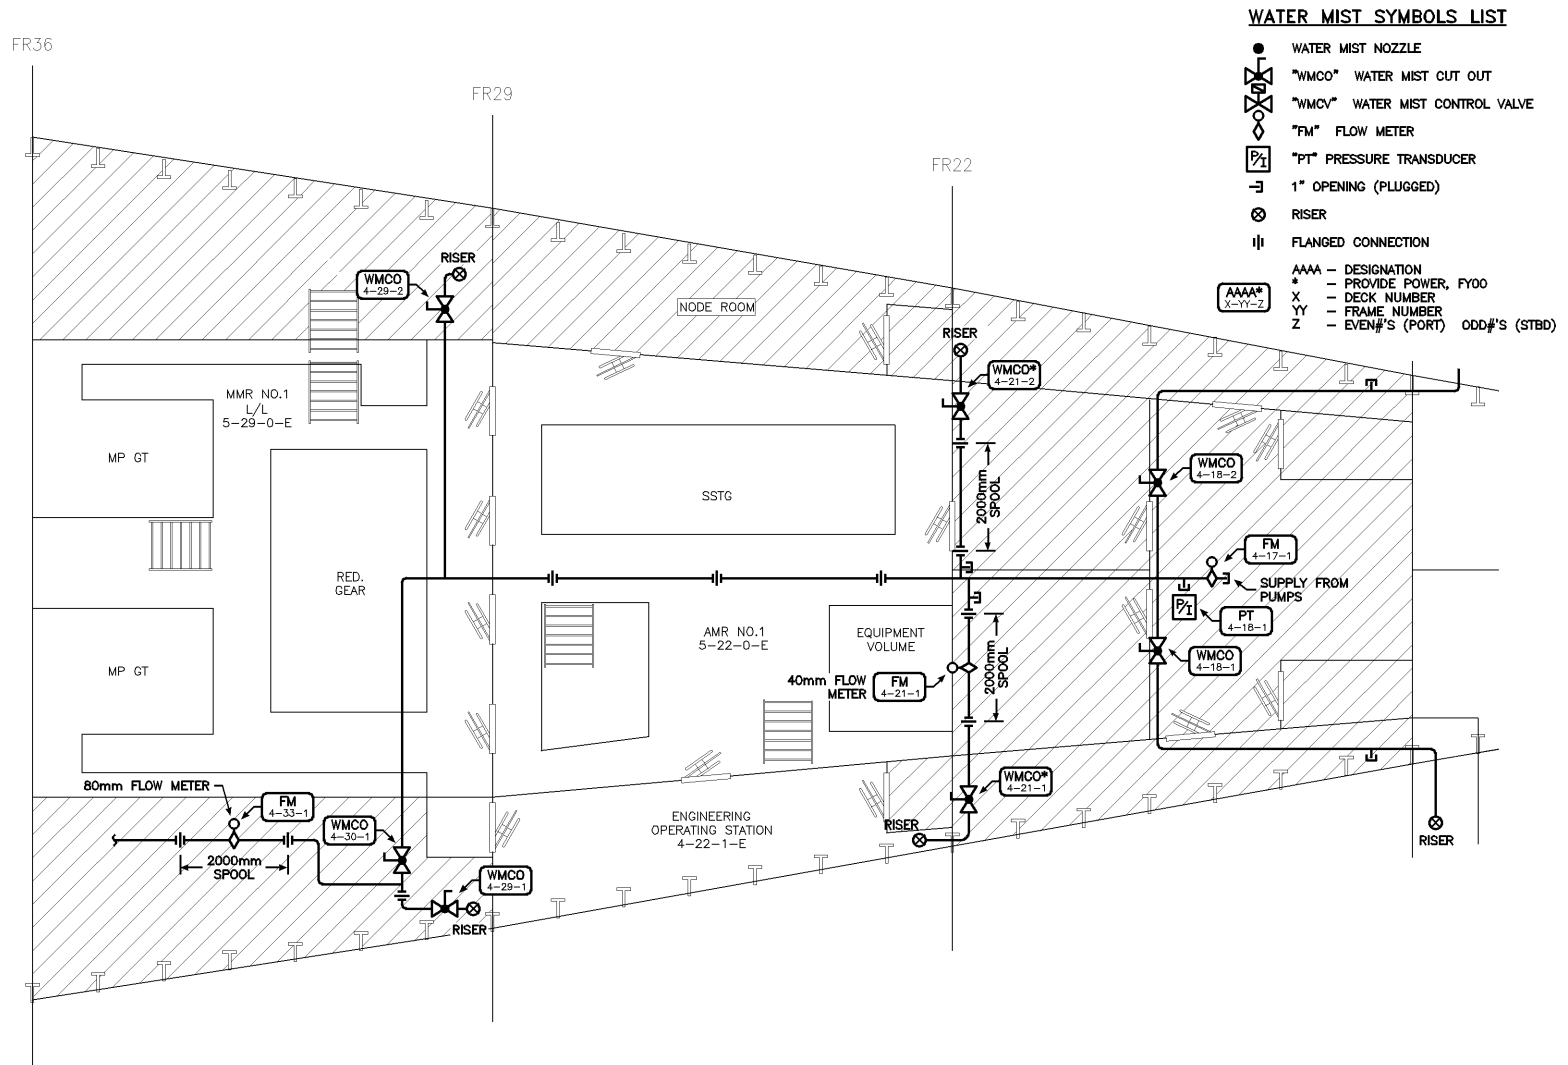 WATER MIST SYMBOLS LIST
WATER MIST NOZZLE
"WMCO" WATER MIST CUT OUT
"WMCV" WATER MIST CONTROL VALVE
"FM" FLOW METER
P/I "PT" PRESSURE TRANSDUCER
1" OPENING (PLUGGED)
RISER
FLANGED CONNECTION
AAAA*
X-YY-Z
AAAA - DESIGNATION
* - PROVIDE POWER, FY00
X - DECK NUMBER
YY - FRAME NUMBER
Z - EVEN#'S (PORT) ODD#'S (STBD)
FR36
FR29
FR22
RISER
WMCO
4-29-2
NODE ROOM
RISER
WMCO*
4-21-2
MMR NO.1
L/L
5-29-0-E
MP GT
SSTG
2000mm
SPOOL
WMCO
4-18-2
FM
4-17-1
SUPPLY FROM
PUMPS
P/I
PT
4-18-1
RED.
GEAR
AMR NO.1
5-22-0-E
EQUIPMENT
VOLUME
2000mm
SPOOL
WMCO
4-18-1
MP GT
40mm FLOW
METER
FM
4-21-1
80mm FLOW METER
FM
4-33-1
WMCO
4-30-1
2000mm
SPOOL
WMCO
4-29-1
RISER
ENGINEERING
OPERATING STATION
4-22-1-E
WMCO*
4-21-1
RISER
RISER